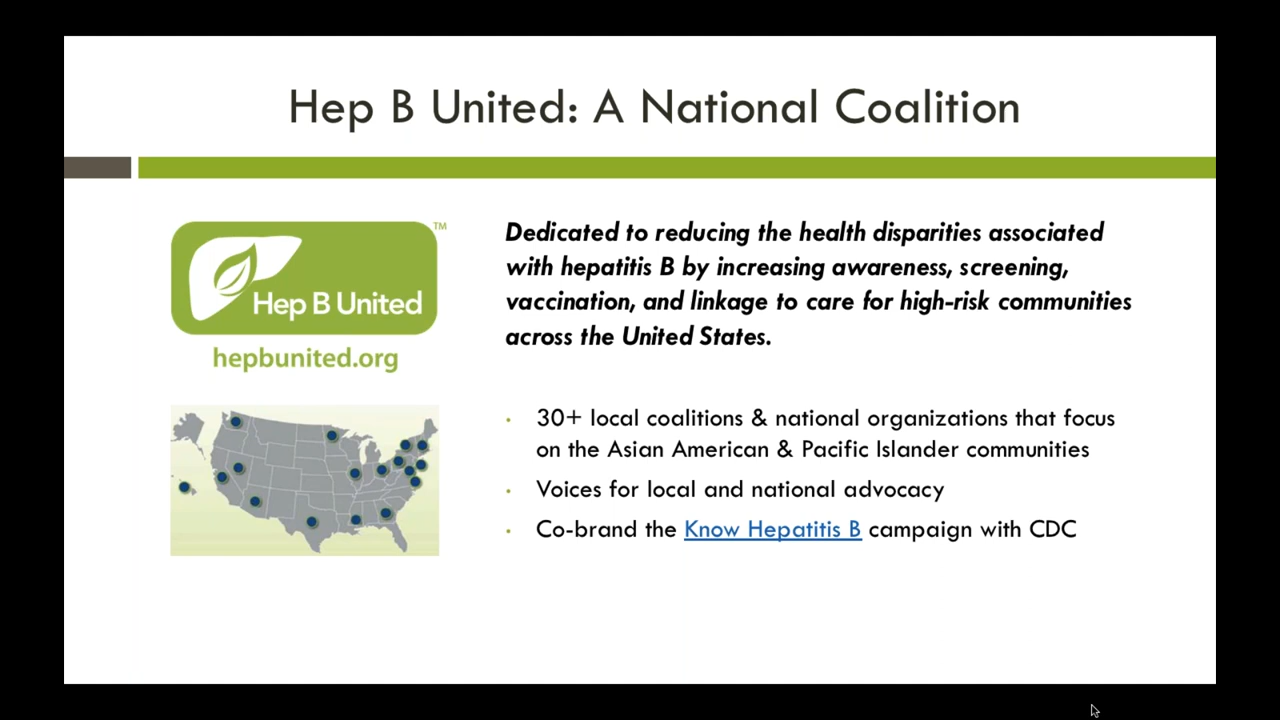 Hep B United: A National Coalition
Hep B United
TM
hepbunited.org
Dedicated to reducing the health disparities associated
with hepatitis B by increasing awareness, screening,
vaccination, and linkage to care for high-risk communities
across the United States.
• 30+ local coalitions & national organizations that focus
on the Asian American & Pacific Islander communities
• Voices for local and national advocacy
• Co-brand the Know Hepatitis B campaign with CDC